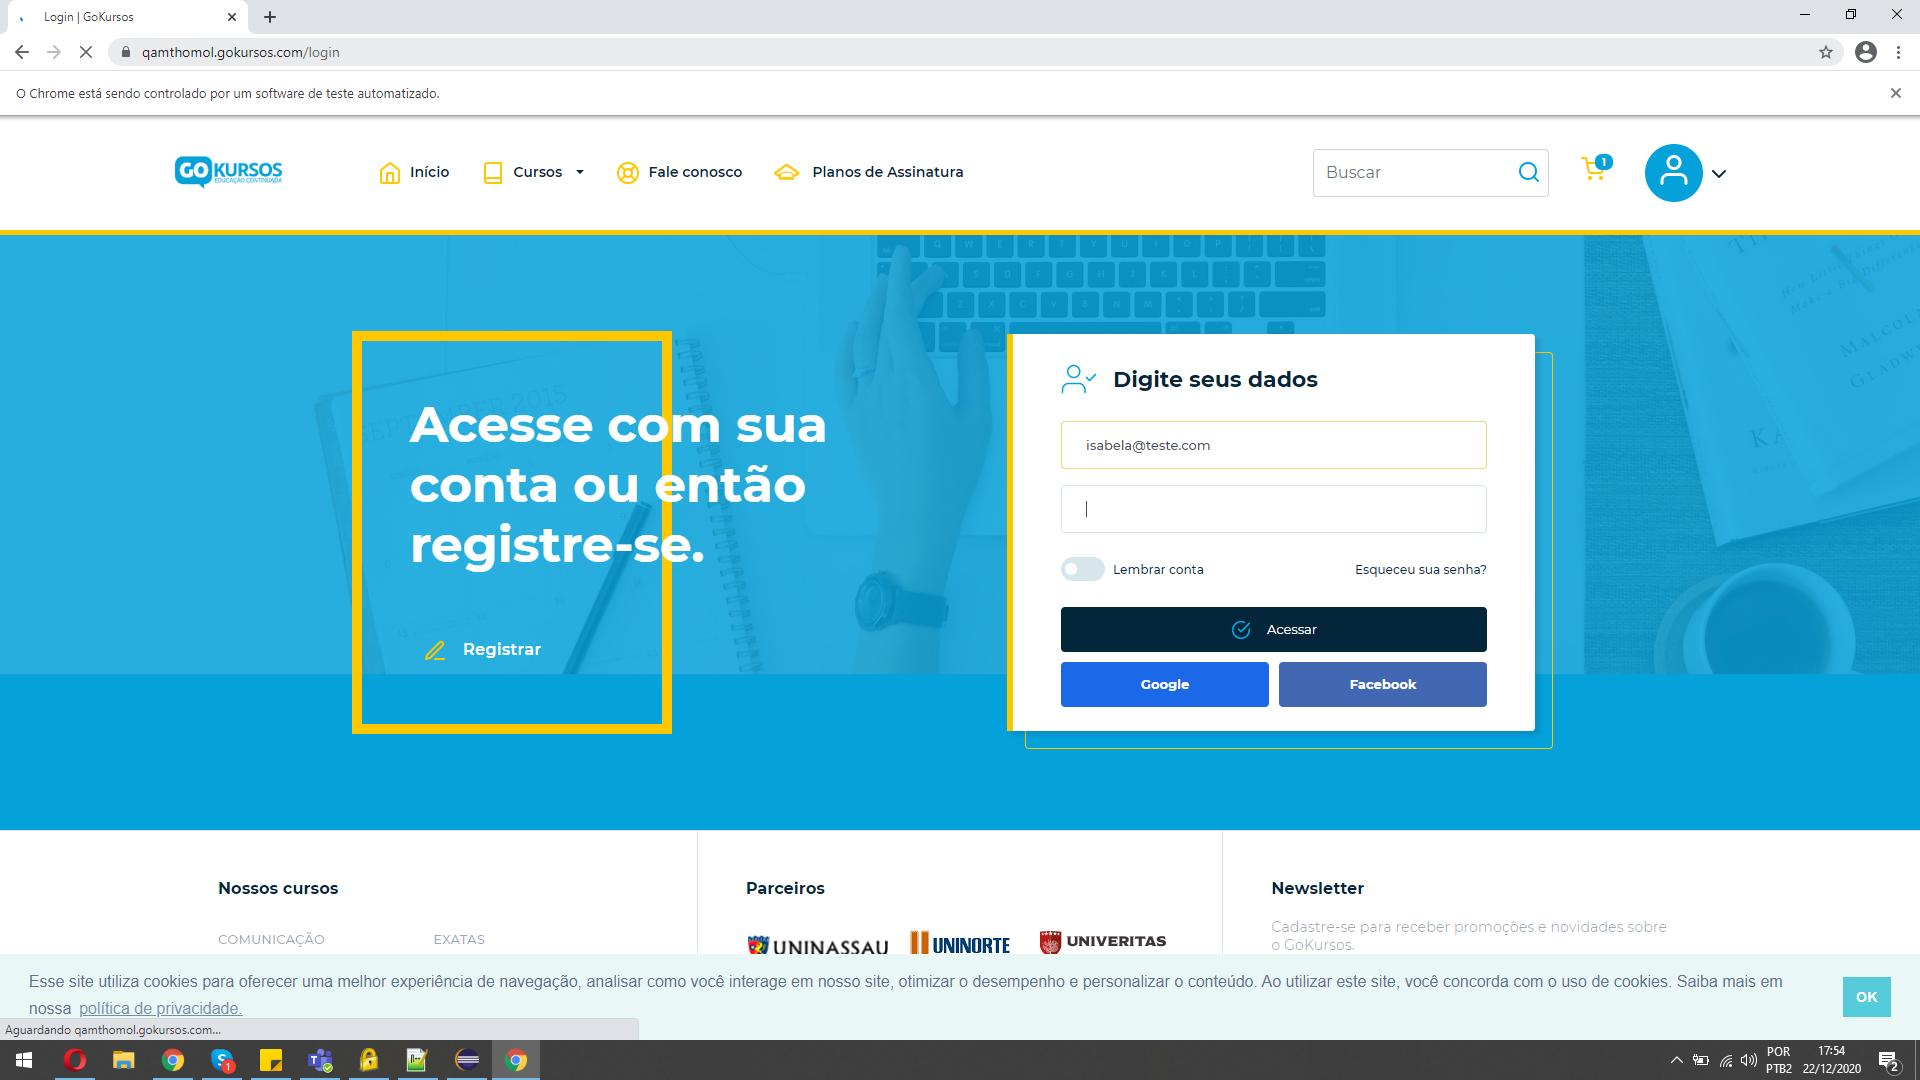 Login | GoKursos
qamthomol.gokursos.com/login
O Chrome está sendo controlado por um software de teste automatizado.
GO KURSOS
EDUCAÇÃO CONTINUADA
Início
Cursos
Fale conosco
Planos de Assinatura
Buscar
1
SEPTEMBER 2015
Acesse com sua
conta ou então
registre-se.
Registrar
Digite seus dados
isabela@teste.com
Lembrar conta
Esqueceu sua senha?
Acessar
Google
Facebook
Nossos cursos
COMUNICAÇÃO
EXATAS
Parceiros
UNINASSAU
UNINORTE
UNIVERITAS
Newsletter
Cadastre-se para receber promoções e novidades sobre
o GoKursos.
Esse site utiliza cookies para oferecer uma melhor experiência de navegação, analisar como você interage em nosso site, otimizar o desempenho e personalizar o conteúdo. Ao utilizar este site, você concorda com o uso de cookies. Saiba mais em
nossa política de privacidade.
OK
Aguardando qamthomol.gokursos.com...
1
POR
PTB2
17:54
22/12/2020
2